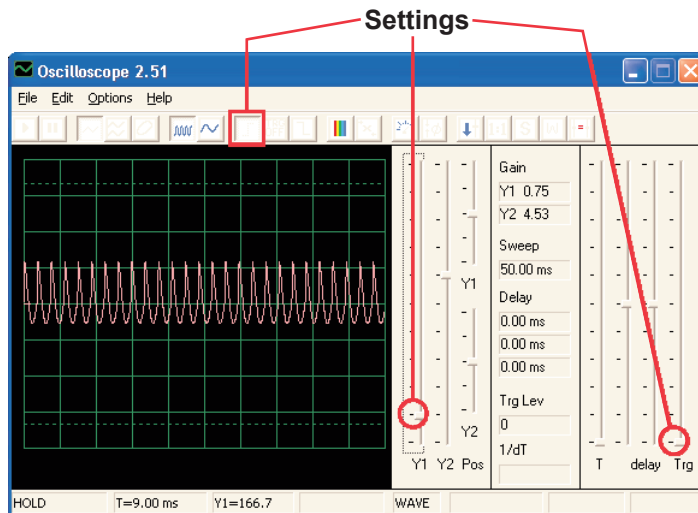 Settings
Oscilloscope 2.51
File Edit Options Help
Gain
Y1 0.75
Y2 4.53
Sweep
50.00 ms
Delay
0.00 ms
0.00 ms
0.00 ms
Trg Lev
0
1/dT
Y1
Y2
Y1 Y2 Pos
T delay Trg
HOLD T=9.00 ms Y1=166.7 WAVE